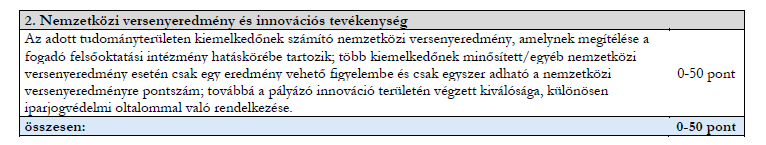 2. Nemzetközi versenyeredmény és innovációs tevékenység
Az adott tudományterületen kiemelkedőnek számító nemzetközi versenyeredmény, amelynek megítélése a
fogadó felsőoktatási intézmény hatáskörébe tartozik; több kiemelkedőnek minősített/egyéb nemzetközi
versenyeredmény esetén csak egy eredmény vehető figyelembe és csak egyszer adható a nemzetközi
versenyeredményre pontszám; továbbá a pályázó innováció területén végzett kiválósága, különösen
iparjogvédelmi oltalommal való rendelkezése.
0-50 pont
összesen: 0-50 pont